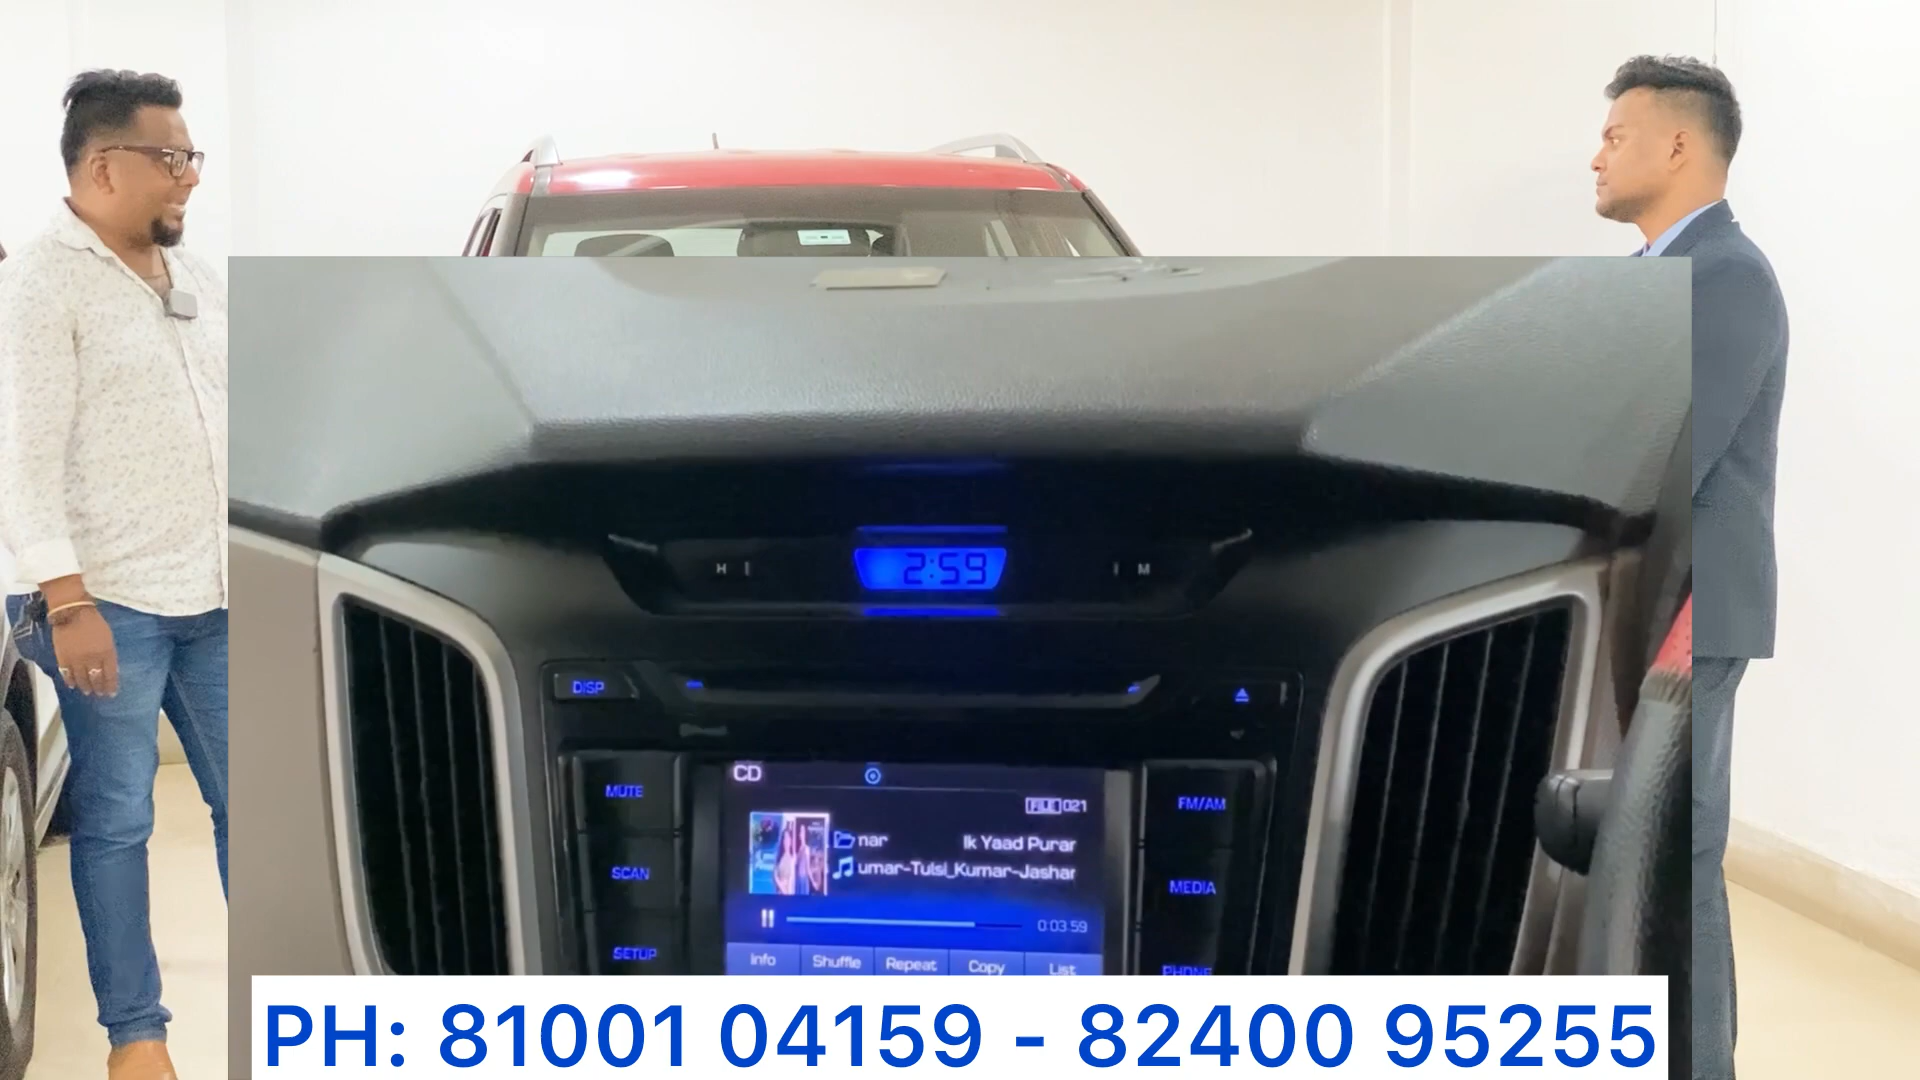 H
2:59
M
DISP
CD
MUTE
FM/AM
FILE 021
nar
Ik Yaad Purar
umar-Tulsi_Kumar-Jashar
SCAN
MEDIA
0:03:59
SETUP
PHONE
Info
Shuffle
Repeat
Copy
List
PH: 81001 04159 - 82400 95255